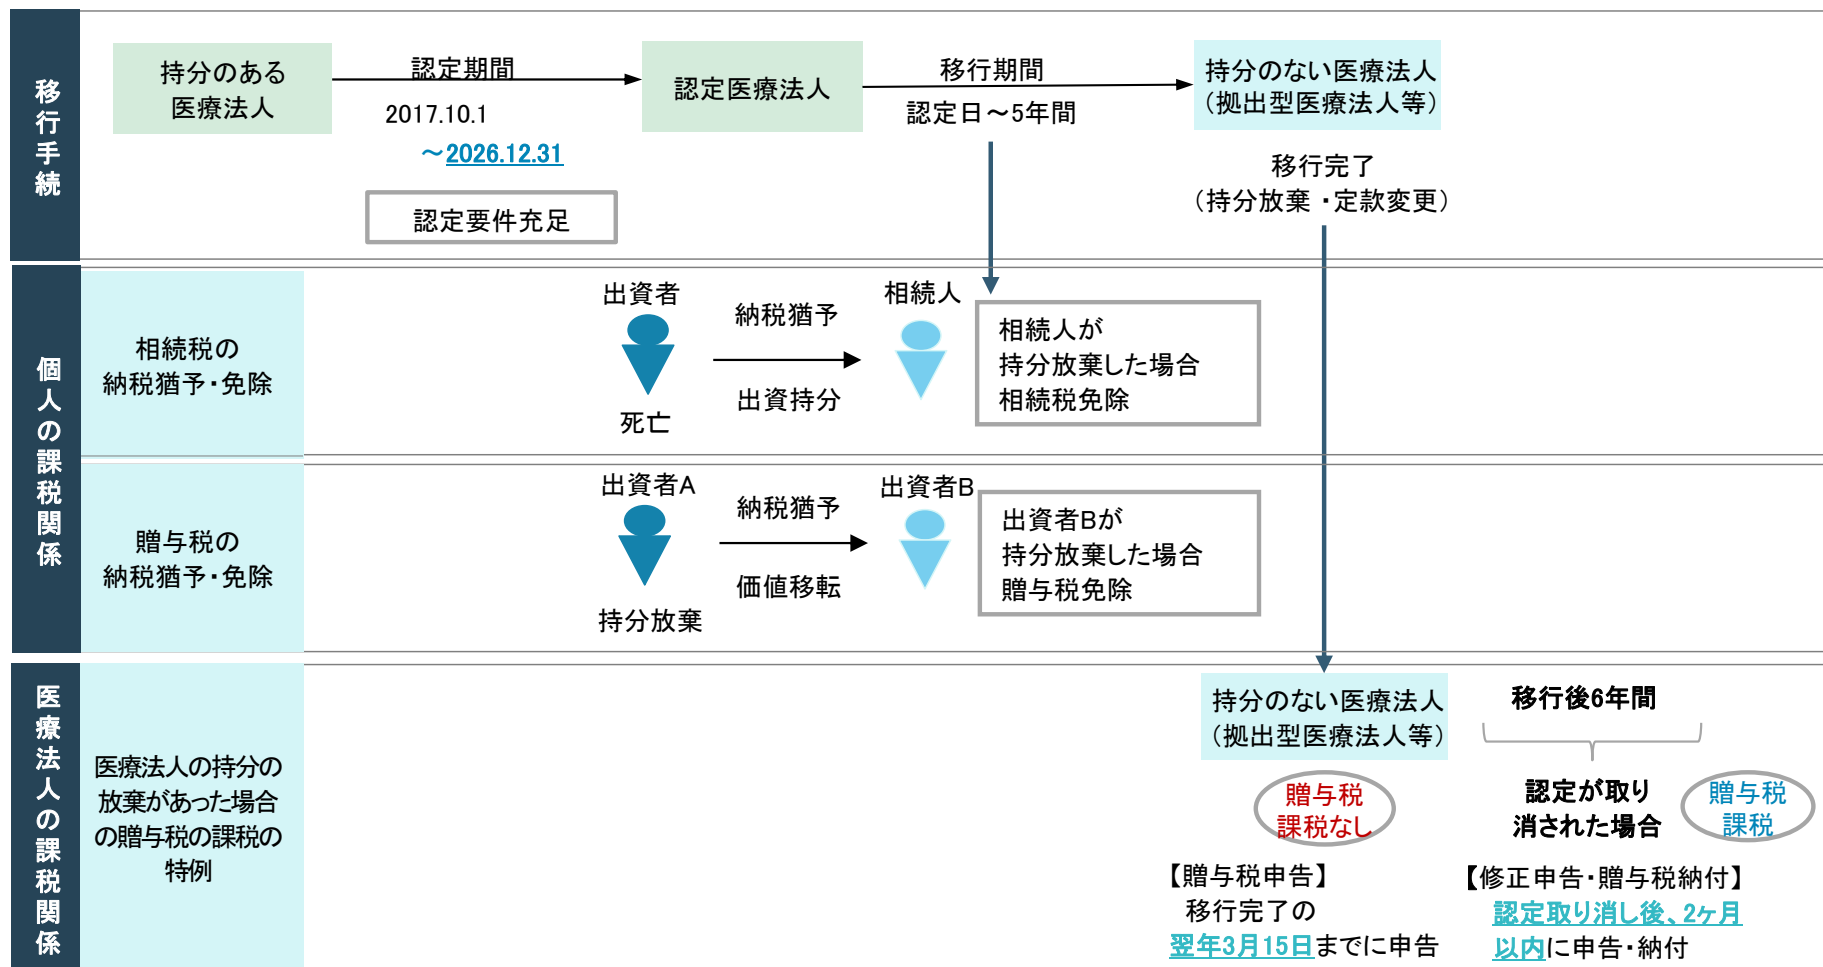 移行手続
持分のある
医療法人
認定期間
2017.10.1
～2026.12.31
認定要件充足
認定医療法人
移行期間
認定日～5年間
持分のない医療法人
（拠出型医療法人等）
移行完了
（持分放棄・定款変更）
個人の課税関係
相続税の
納税猶予・免除
出資者
死亡
納税猶予
出資持分
相続人
相続人が
持分放棄した場合
相続税免除
贈与税の
納税猶予・免除
出資者A
持分放棄
納税猶予
価値移転
出資者B
出資者Bが
持分放棄した場合
贈与税免除
医療法人の課税関係
医療法人の持分の
放棄があった場合
の贈与税の課税の
特例
持分のない医療法人
（拠出型医療法人等）
贈与税
課税なし
【贈与税申告】
移行完了の
翌年3月15日までに申告
移行後6年間
認定が取り
消された場合
贈与税
課税
【修正申告・贈与税納付】
認定取り消し後、2ヶ月
以内に申告・納付